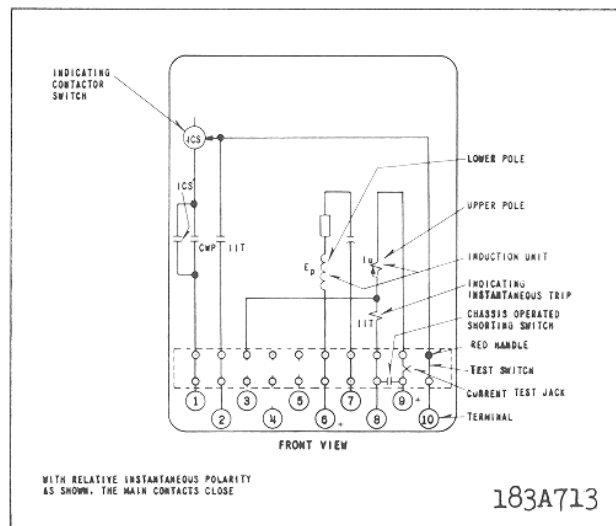 INDICATING
CONTACTOR
SWITCH
ICS
ICS
CWP
IIT
LOWER POLE
UPPER POLE
Iu
Ep
INDUCTION UNIT
INDICATING
INSTANTANEOUS TRIP
IIT
CHASSIS OPERATED
SHORTING SWITCH
RED HANDLE
TEST SWITCH
CURRENT TEST JACK
TERMINAL
1
2
3
4
5
6
+
7
8
9
+
10
FRONT VIEW
WITH RELATIVE INSTANTANEOUS POLARITY
AS SHOWN. THE MAIN CONTACTS CLOSE
183A713